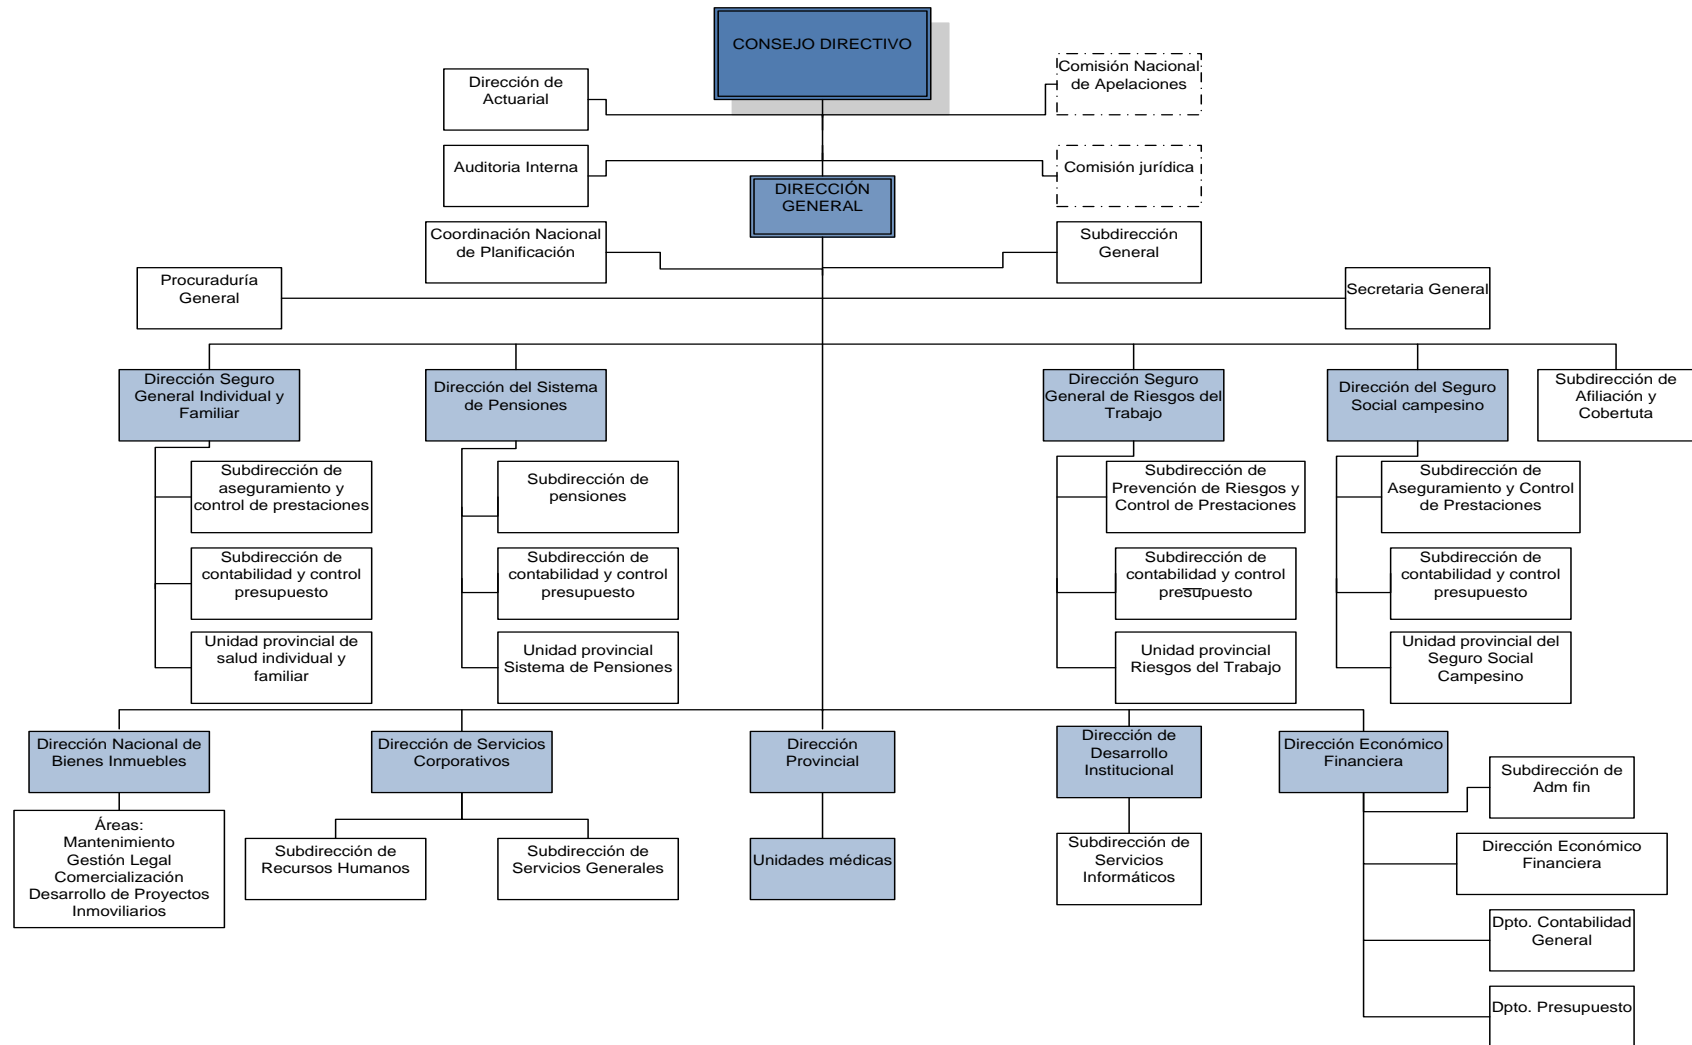 CONSEJO DIRECTIVO
Dirección de
Actuarial
Comisión Nacional
de Apelaciones
Auditoria Interna
Comisión jurídica
DIRECCIÓN
GENERAL
Coordinación Nacional
de Planificación
Subdirección
General
Procuraduría
General
Secretaria General
Dirección Seguro
General Individual y
Familiar
Dirección del Sistema
de Pensiones
Dirección Seguro
General de Riesgos del
Trabajo
Dirección del Seguro
Social campesino
Subdirección de
Afiliación y
Cobertuta
Subdirección de
aseguramiento y
control de prestaciones
Subdirección de
pensiones
Subdirección de
Prevención de Riesgos y
Control de Prestaciones
Subdirección de
Aseguramiento y Control
de Prestaciones
Subdirección de
contabilidad y control
presupuesto
Subdirección de
contabilidad y control
presupuesto
Subdirección de
contabilidad y control
presupuesto
Subdirección de
contabilidad y control
presupuesto
Unidad provincial de
salud individual y
familiar
Unidad provincial
Sistema de Pensiones
Unidad provincial
Riesgos del Trabajo
Unidad provincial del
Seguro Social
Campesino
Dirección Nacional de
Bienes Inmuebles
Dirección de Servicios
Corporativos
Dirección
Provincial
Dirección de
Desarrollo
Institucional
Dirección Económico
Financiera
Áreas:
Mantenimiento
Gestión Legal
Comercialización
Desarrollo de Proyectos
Inmoviliarios
Subdirección de
Recursos Humanos
Subdirección de
Servicios Generales
Unidades médicas
Subdirección de
Servicios
Informáticos
Subdirección de
Adm fin
Dirección Económico
Financiera
Dpto. Contabilidad
General
Dpto. Presupuesto